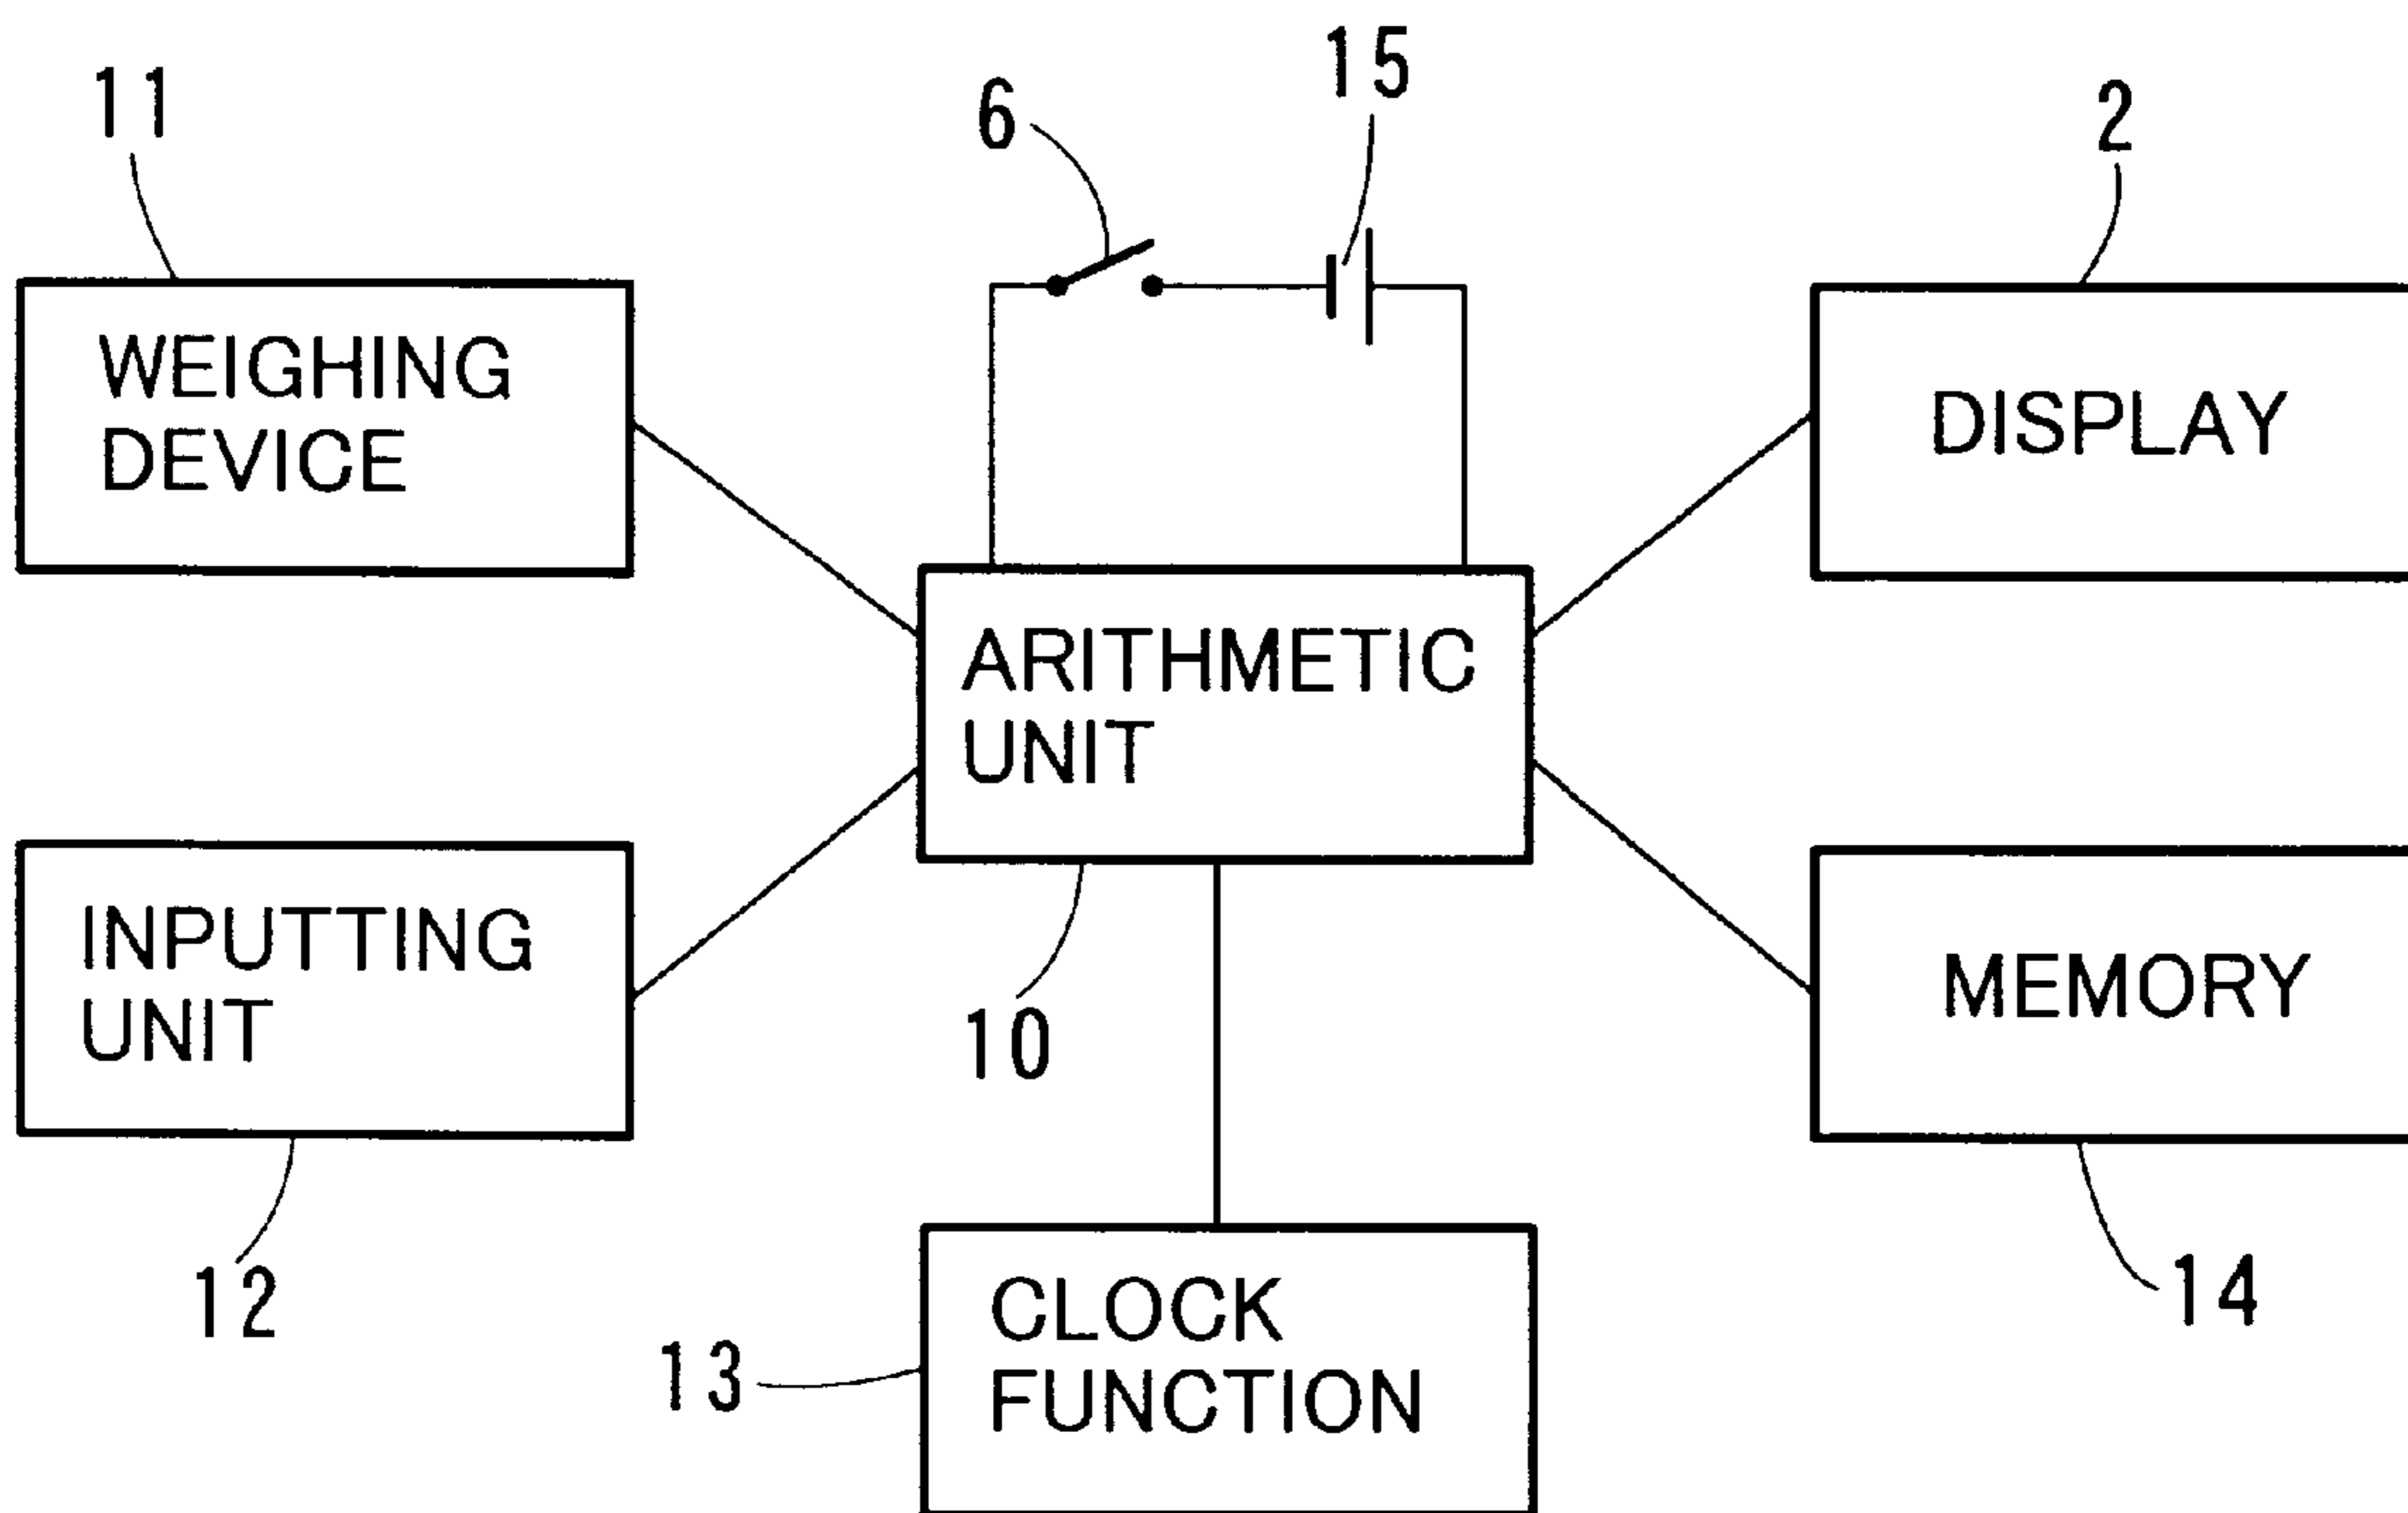 15
11
6
2
WEIGHING
DEVICE
DISPLAY
ARITHMETIC
UNIT
INPUTTING
UNIT
MEMORY
10
12
14
CLOCK
FUNCTION
13